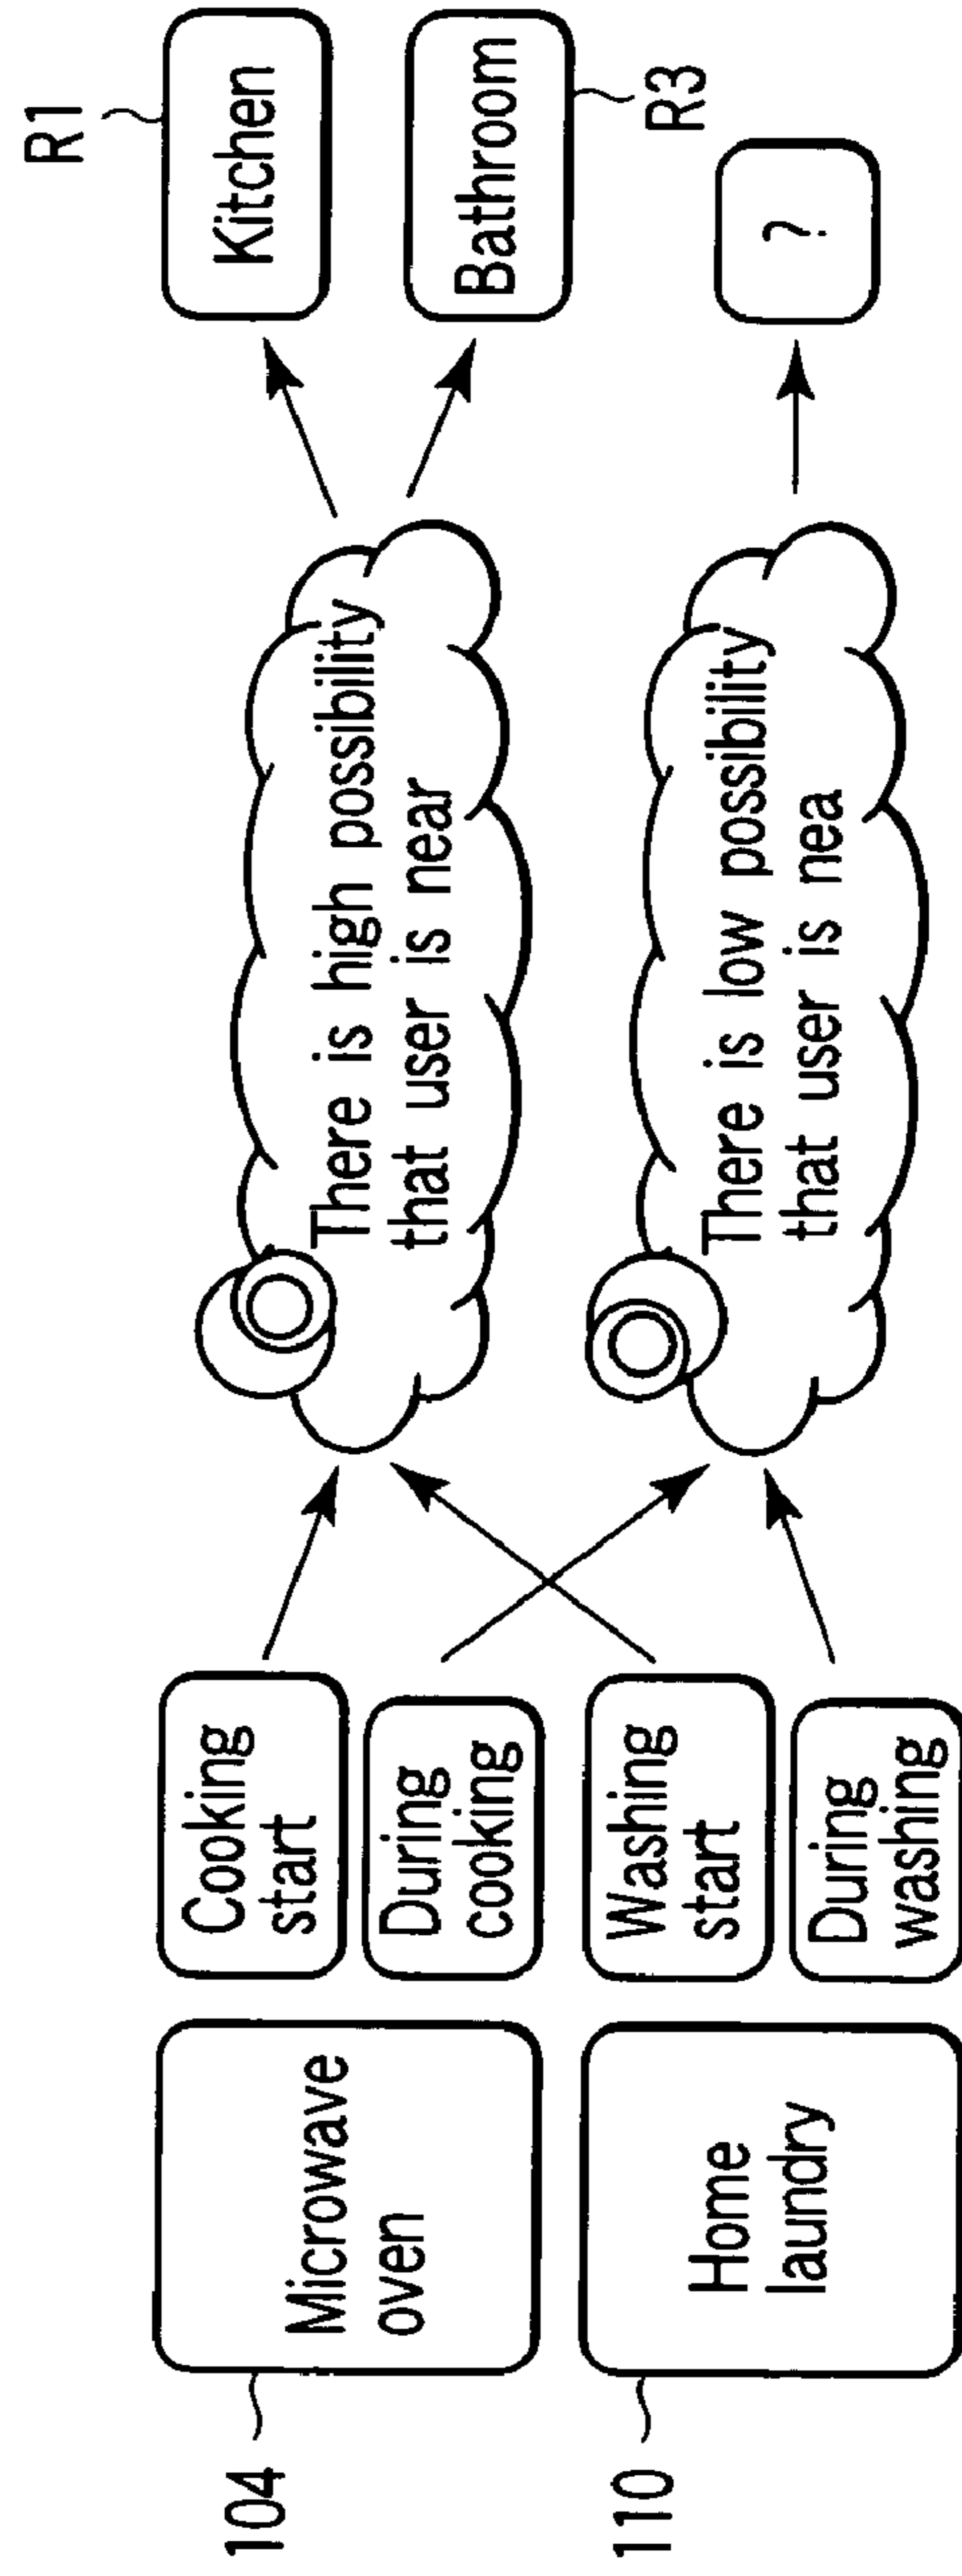 104
Microwave
oven
Cooking
start
During
cooking
There is high possibility
that user is near
R1
Kitchen
Bathroom
R3
110
Home
laundry
Washing
start
During
washing
There is low possibility
that user is nea
?